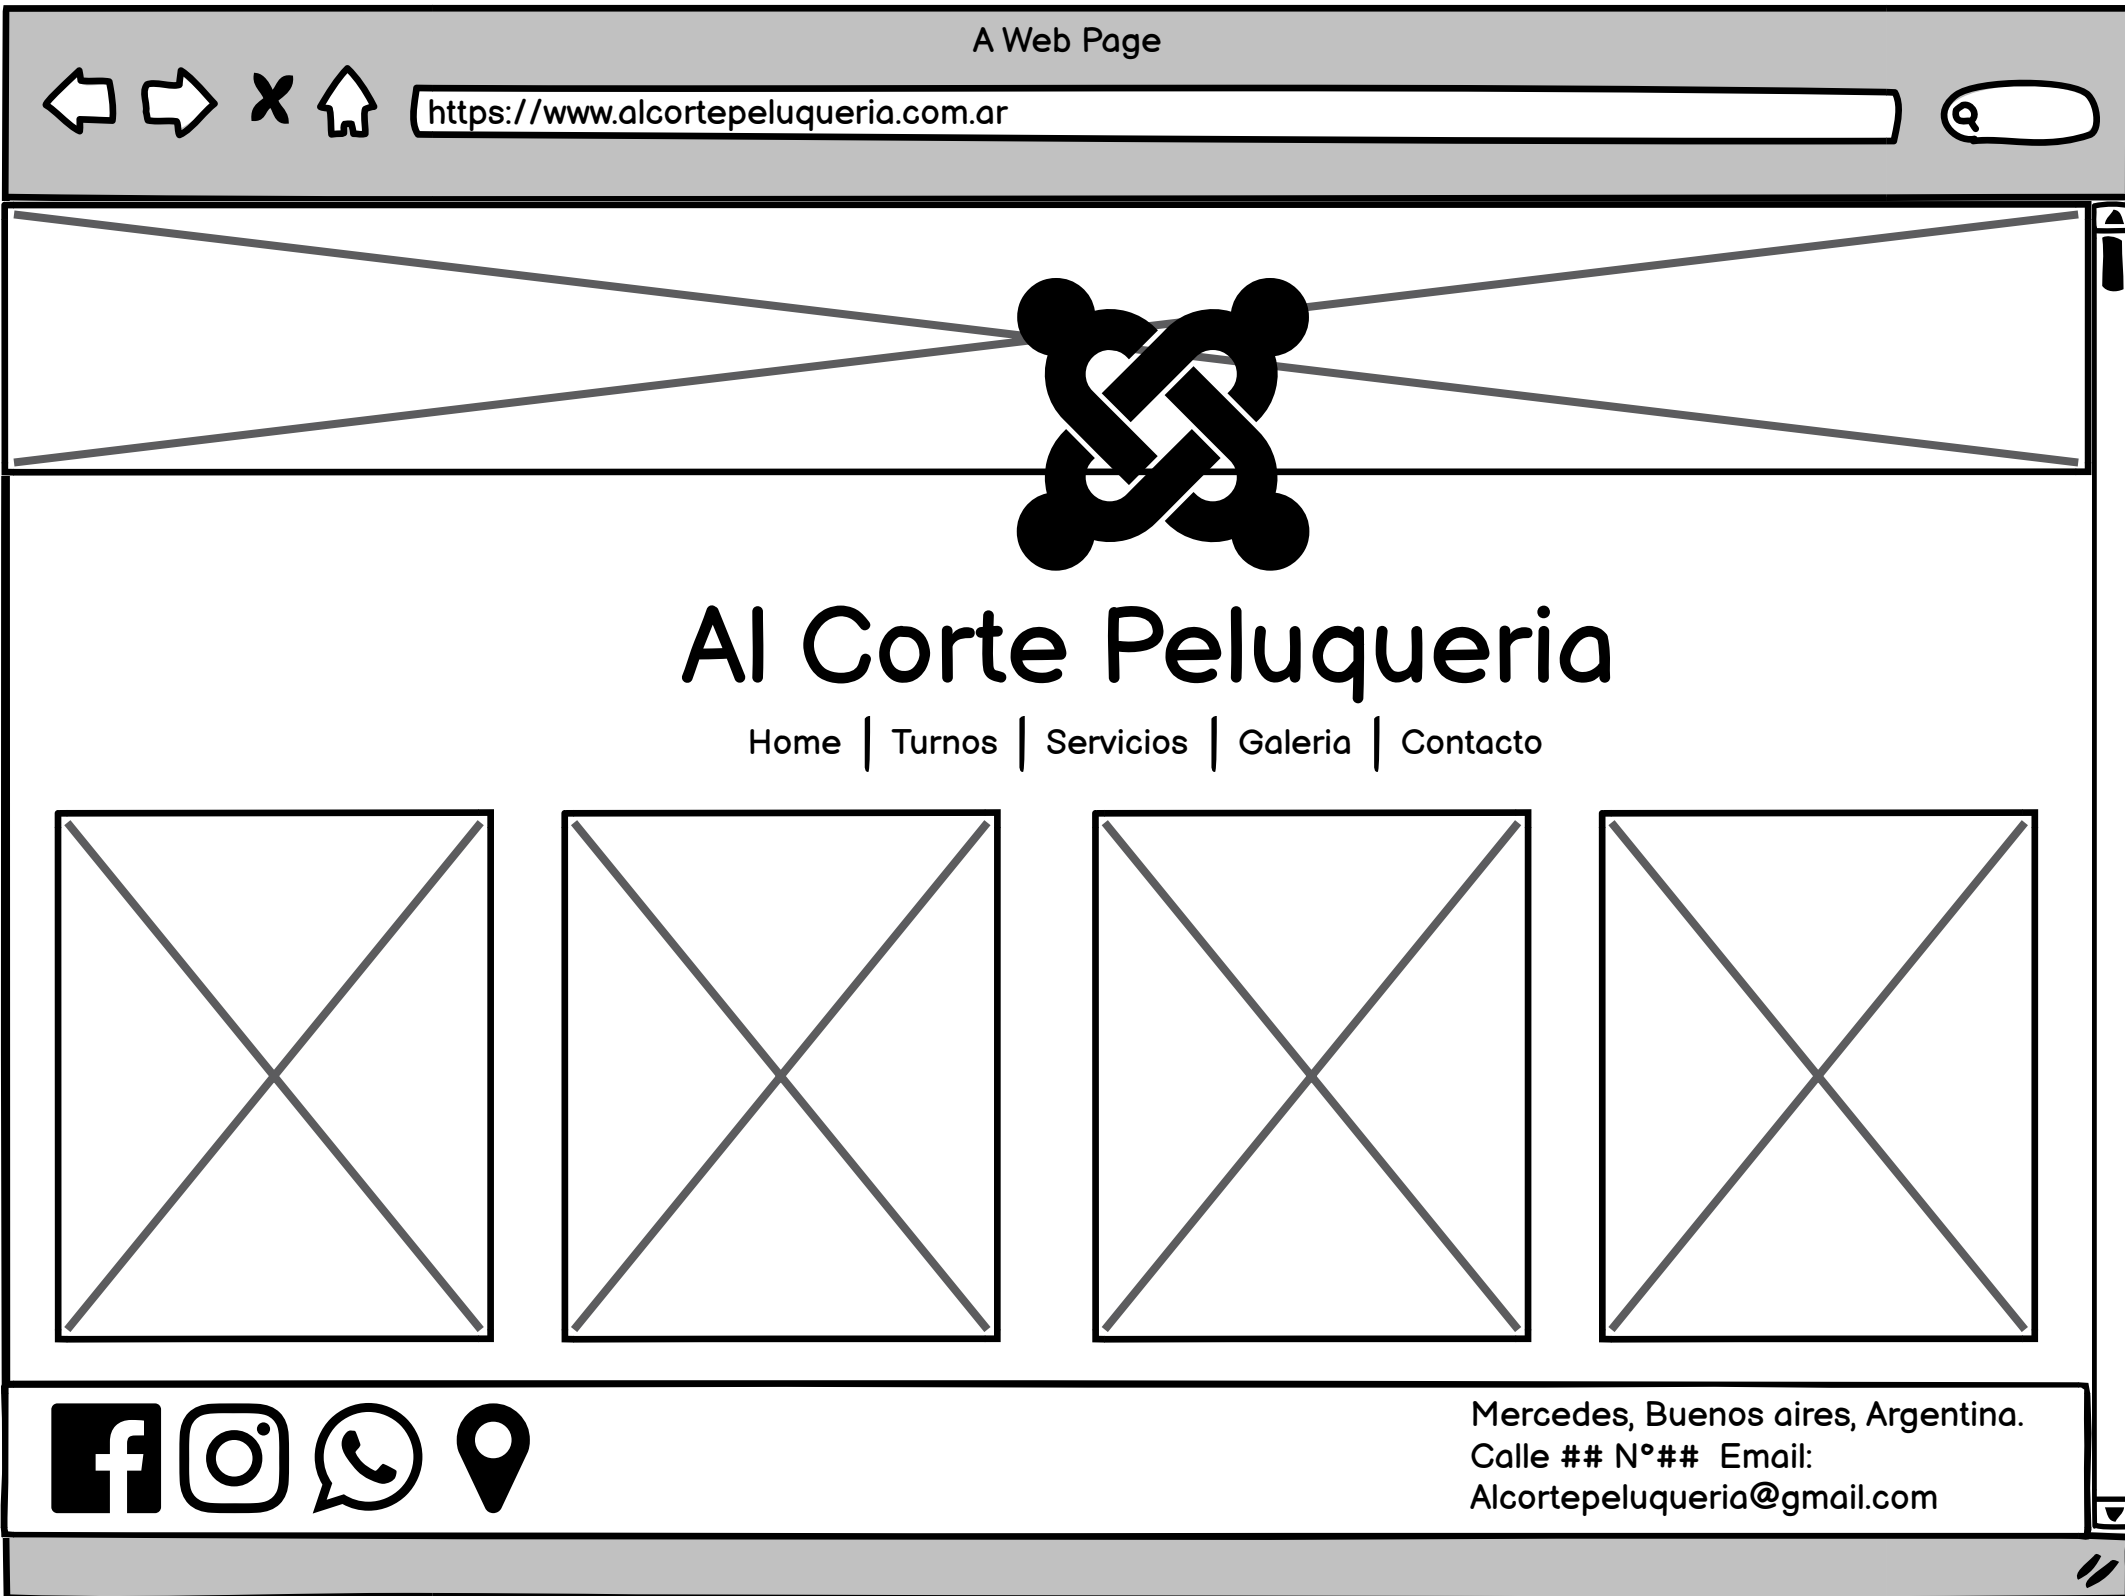 A Web Page
https://www.alcortepeluqueria.com.ar
Al Corte Peluqueria
Home Turnos Servicios Galeria Contacto
Mercedes, Buenos aires, Argentina.
Calle ## N°## Email:
Alcortepeluqueria@gmail.com